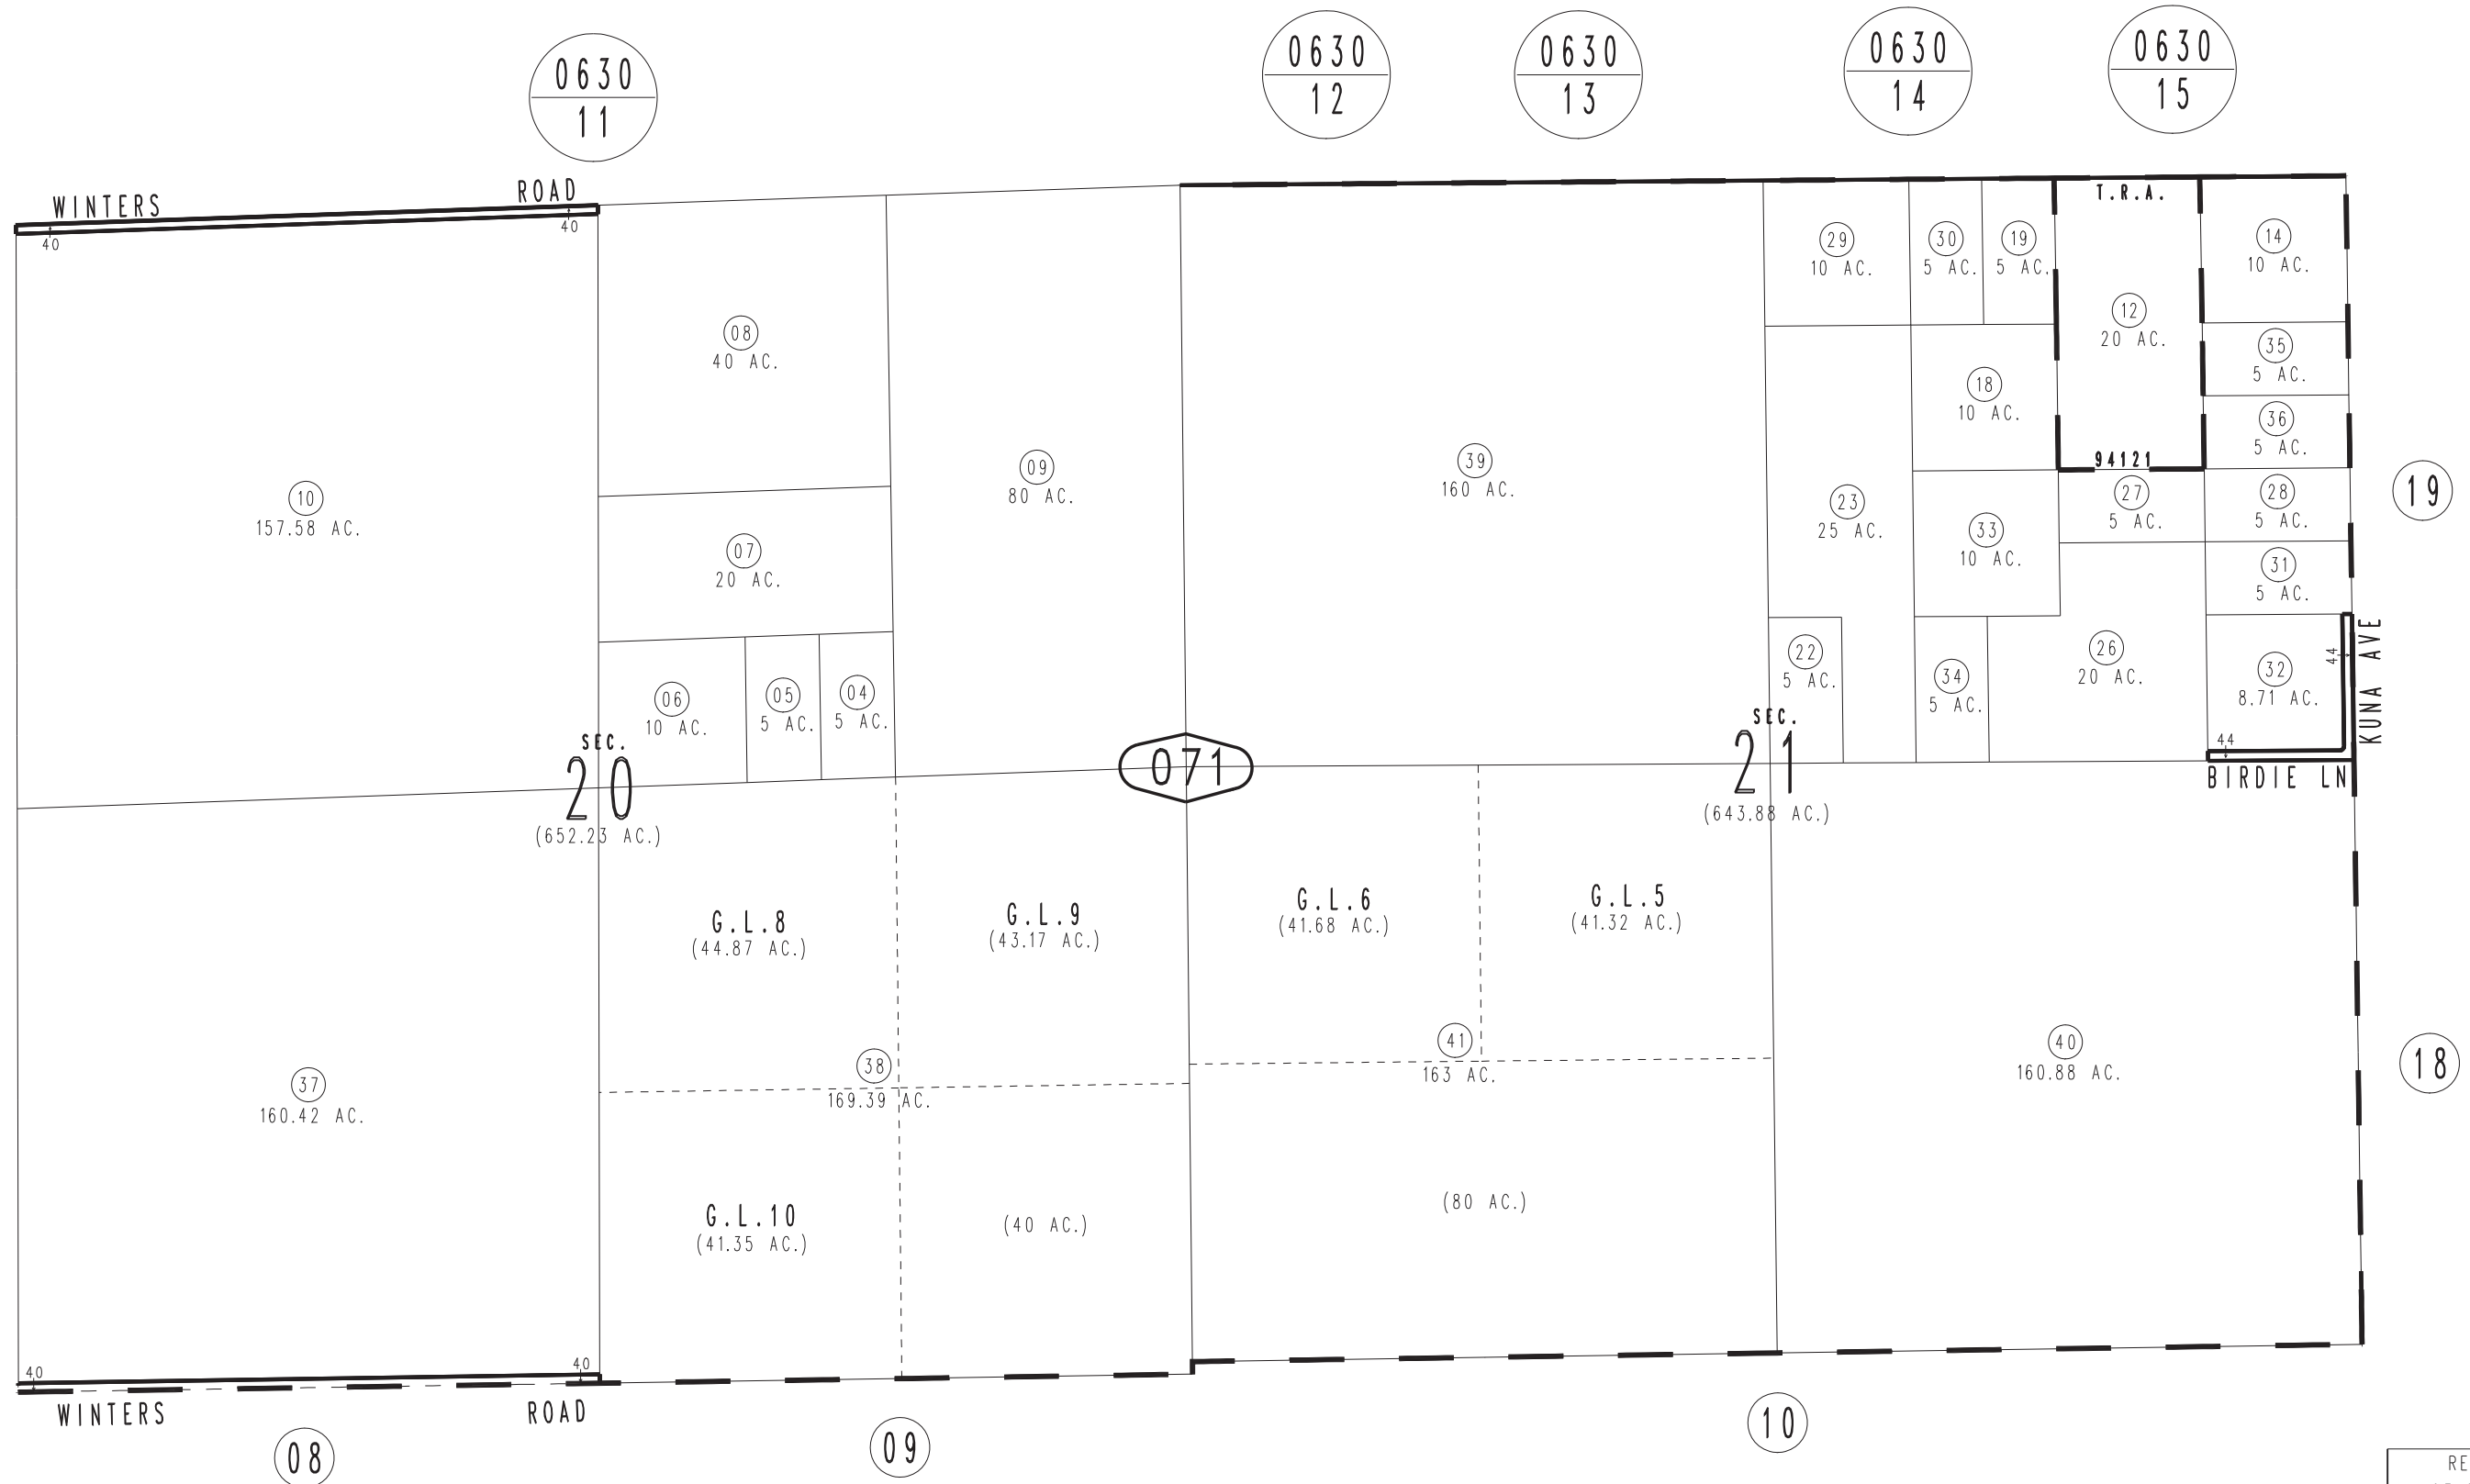 0630
11
0630
12
0630
13
0630
14
0630
15
WINTERS ROAD
40
40
T.R.A.
29
10 AC.
30
5 AC.
19
5 AC.
14
10 AC.
08
40 AC.
12
20 AC.
35
5 AC.
18
10 AC.
36
5 AC.
94121
09
80 AC.
39
160 AC.
10
157.58 AC.
23
25 AC.
27
5 AC.
28
5 AC.
19
33
10 AC.
07
20 AC.
31
5 AC.
22
5 AC.
34
5 AC.
26
20 AC.
32
8.71 AC.
44
KUNA AVE
06
10 AC.
05
5 AC.
04
5 AC.
SEC.
20
(652.23 AC.)
071
SEC.
21
(643.88 AC.)
44
BIRDIE LN
G.L.8
(44.87 AC.)
G.L.9
(43.17 AC.)
G.L.6
(41.68 AC.)
G.L.5
(41.32 AC.)
37
160.42 AC.
38
169.39 AC.
41
163 AC.
40
160.88 AC.
18
G.L.10
(41.35 AC.)
(40 AC.)
(80 AC.)
40
40
WINTERS ROAD
08
09
10
RE